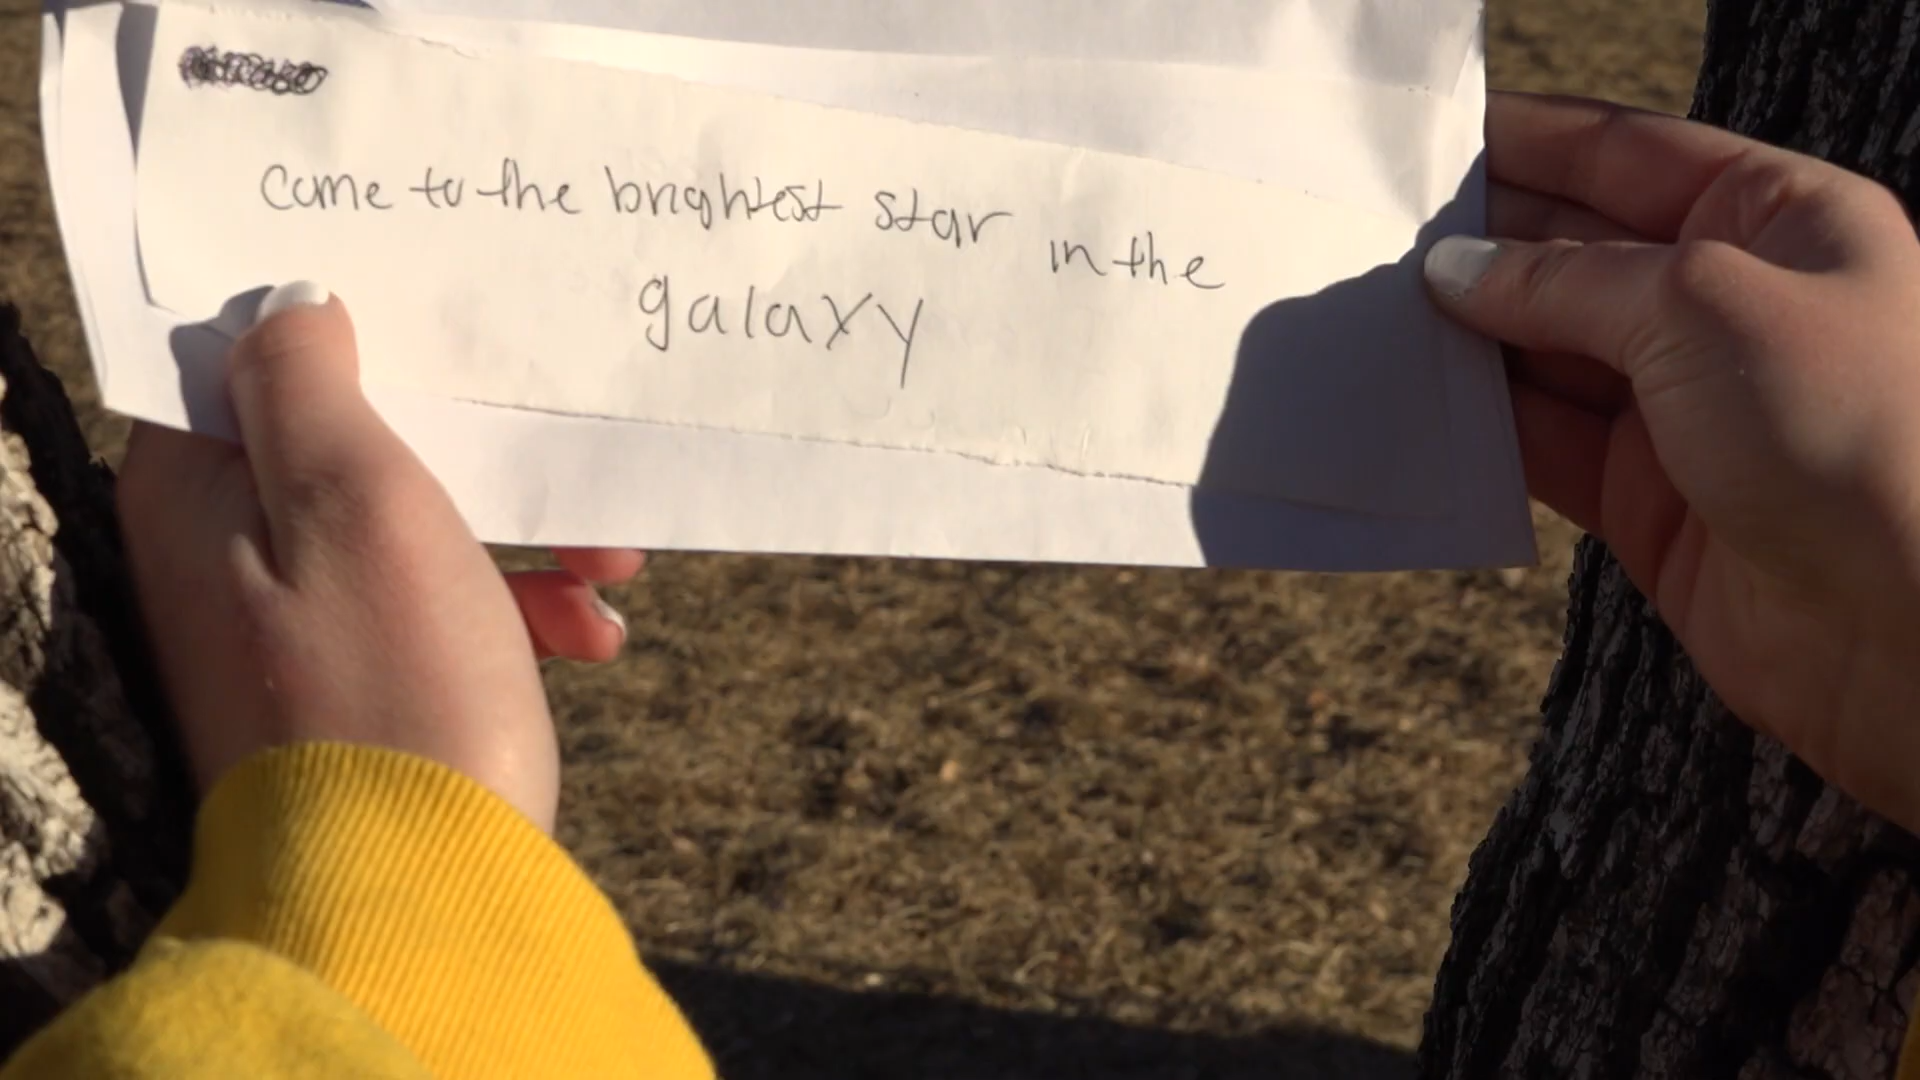 come to the brightest star in the
galaxy